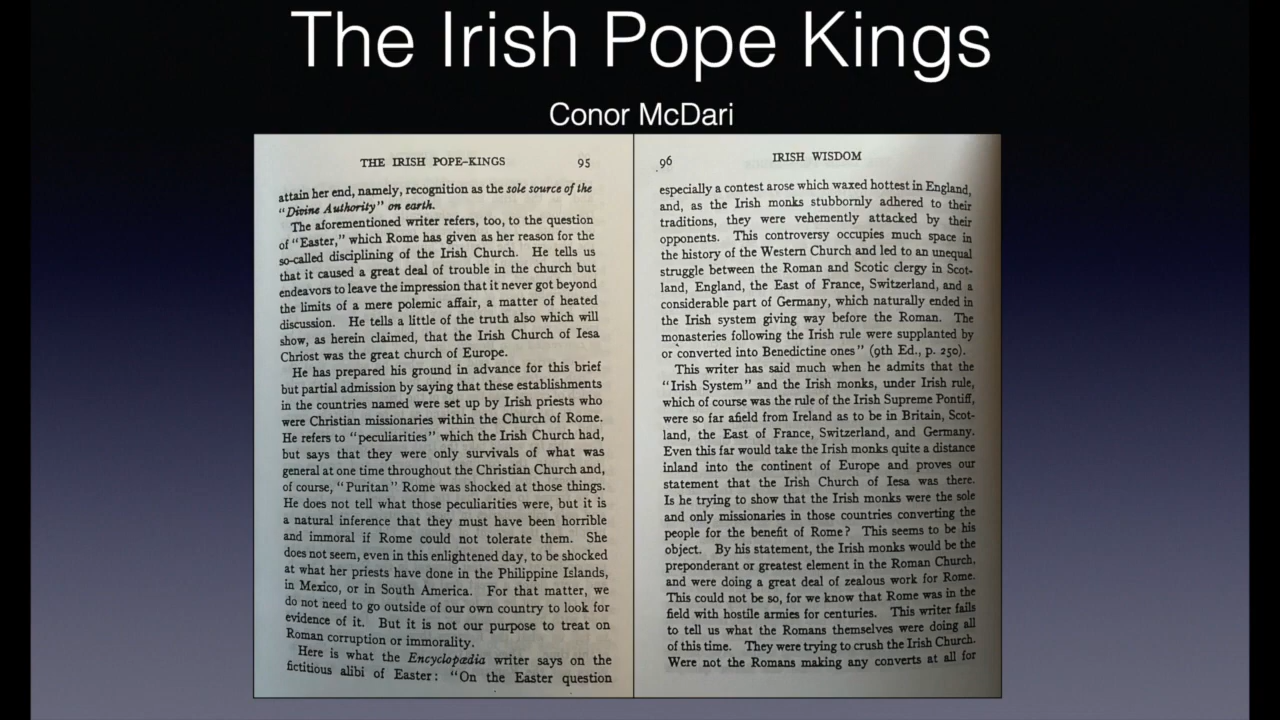 The Irish Pope Kings
Conor McDari
THE IRISH POPE-KINGS 95
attain her end, namely, recognition as the sole source of the
"Divine Authority" on earth.
The aforementioned writer refers, too, to the question
of "Easter," which Rome has given as her reason for the
so-called disciplining of the Irish Church. He tells us
that it caused a great deal of trouble in the church but
endeavors to leave the impression that it never got beyond
the limits of a mere polemic affair, a matter of heated
discussion. He tells a little of the truth also which will
show, as herein claimed, that the Irish Church of Iesa
Chriost was the great church of Europe.
He has prepared his ground in advance for this brief
but partial admission by saying that these establishments
in the countries named were set up by Irish priests who
were Christian missionaries within the Church of Rome.
He refers to "peculiarities" which the Irish Church had,
but says that they were only survivals of what was
general at one time throughout the Christian Church and,
of course, "Puritan" Rome was shocked at those things.
He does not tell what those peculiarities were, but it is
a natural inference that they must have been horrible
and immoral if Rome could not tolerate them. She
does not seem, even in this enlightened day, to be shocked
at what her priests have done in the Philippine Islands,
in Mexico, or in South America. For that matter, we
do not need to go outside of our own country to look for
evidence of it. But it is not our purpose to treat on
Roman corruption or immorality.
Here is what the Encyclopædia writer says on the
fictitious alibi of Easter: "On the Easter question
96 IRISH WISDOM
especially a contest arose which waxed hottest in England,
and, as the Irish monks stubbornly adhered to their
traditions, they were vehemently attacked by their
opponents. This controversy occupies much space in
the history of the Western Church and led to an unequal
struggle between the Roman and Scotic clergy in Scot-
land, England, the East of France, Switzerland, and a
considerable part of Germany, which naturally ended in
the Irish system giving way before the Roman. The
monasteries following the Irish rule were supplanted by
or converted into Benedictine ones" (9th Ed., p. 250).
This writer has said much when he admits that the
"Irish System" and the Irish monks, under Irish rule,
which of course was the rule of the Irish Supreme Pontiff,
were so far afield from Ireland as to be in Britain, Scot-
land, the East of France, Switzerland, and Germany.
Even this far would take the Irish monks quite a distance
inland into the continent of Europe and proves our
statement that the Irish Church of Iesa was there.
Is he trying to show that the Irish monks were the sole
and only missionaries in those countries converting the
people for the benefit of Rome? This seems to be his
object. By his statement, the Irish monks would be the
preponderant or greatest element in the Roman Church,
and were doing a great deal of zealous work for Rome.
This could not be so, for we know that Rome was in the
field with hostile armies for centuries. This writer fails
to tell us what the Romans themselves were doing all
of this time. They were trying to crush the Irish Church.
Were not the Romans making any converts at all for